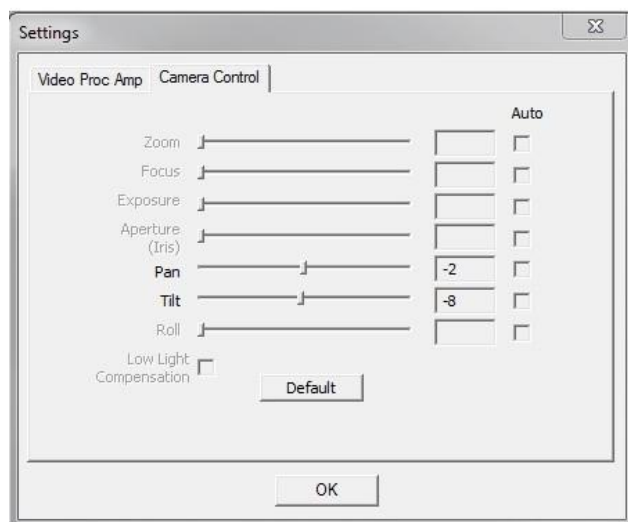 Settings
Video Proc Amp
Camera Control
Auto
Zoom
Focus
Exposure
Aperture
(Iris)
Pan -2
Tilt -8
Roll
Low Light
Compensation
Default
OK